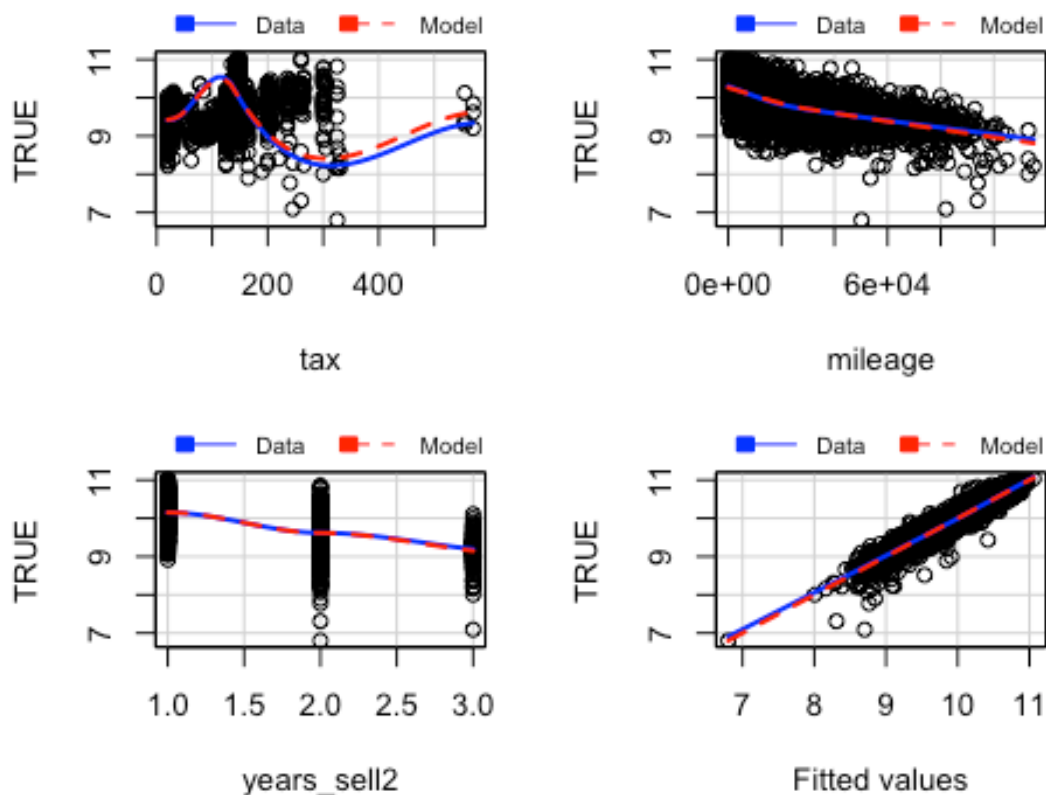 Data Model
TRUE
11
9
7
0 200 400
tax
Data Model
TRUE
11
9
7
0e+00 6e+04
mileage
Data Model
TRUE
11
9
7
1.0 1.5 2.0 2.5 3.0
years_sell2
Data Model
TRUE
11
9
7
7 8 9 10 11
Fitted values